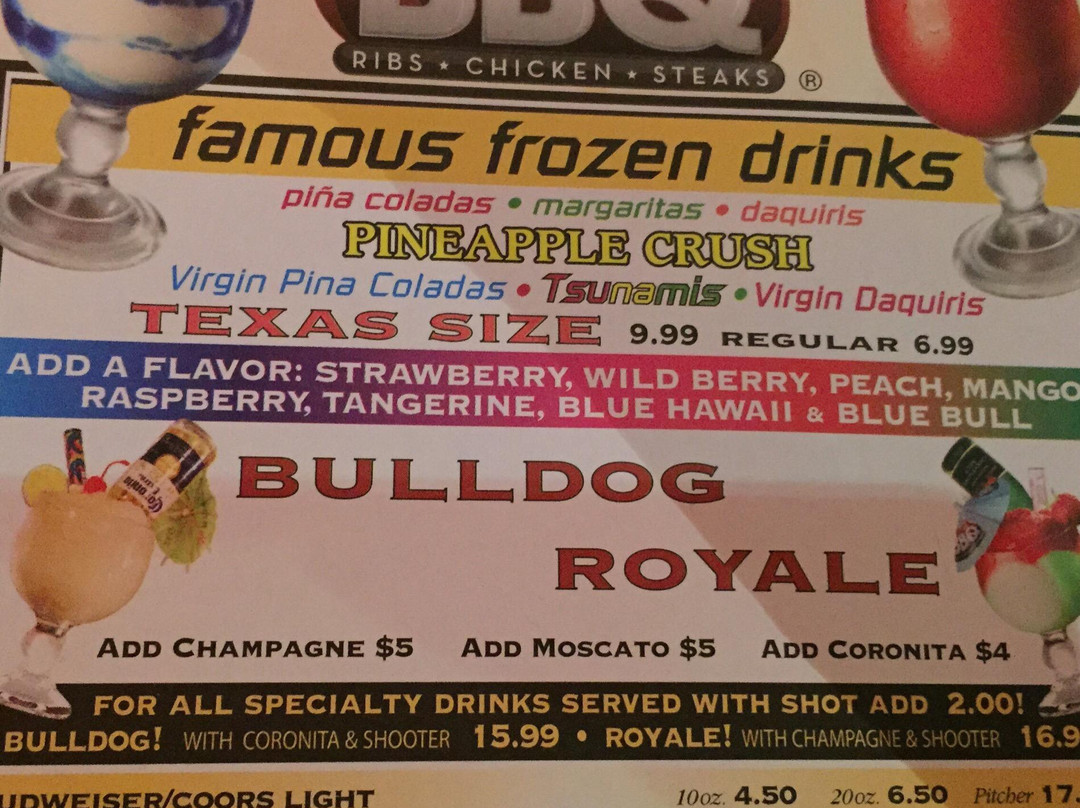 BBQ
RIBS ★ CHICKEN ★ STEAKS ®
famous frozen drinks
piña coladas • margaritas • daquiris
PINEAPPLE CRUSH
Virgin Pina Coladas • Tsunamis • Virgin Daquiris
TEXAS SIZE 9.99 REGULAR 6.99
ADD A FLAVOR: STRAWBERRY, WILD BERRY, PEACH, MANGO
RASPBERRY, TANGERINE, BLUE HAWAII & BLUE BULL
Coronita
BULLDOG
BBQ
ROYALE
ADD CHAMPAGNE $5 ADD MOSCATO $5 ADD CORONITA $4
FOR ALL SPECIALTY DRINKS SERVED WITH SHOT ADD 2.00!
BULLDOG! WITH CORONITA & SHOOTER 15.99 • ROYALE! WITH CHAMPAGNE & SHOOTER 16.9
UDWEISER/COORS LIGHT 10oz. 4.50 20oz. 6.50 Pitcher 17.